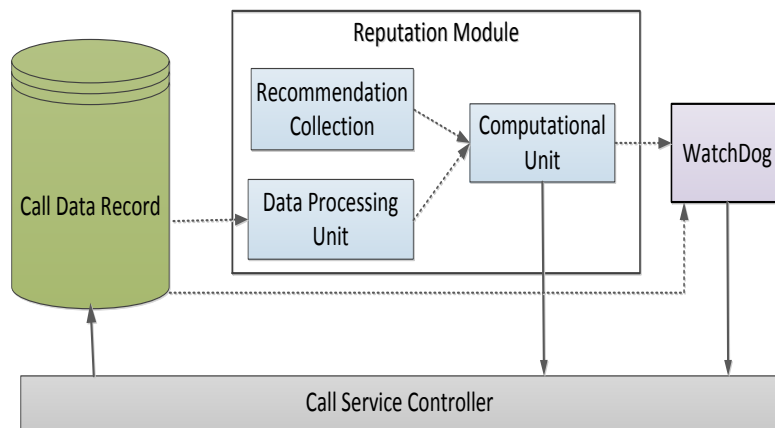 Reputation Module
Recommendation
Collection
Computational
Unit
WatchDog
Call Data Record
Data Processing
Unit
Call Service Controller